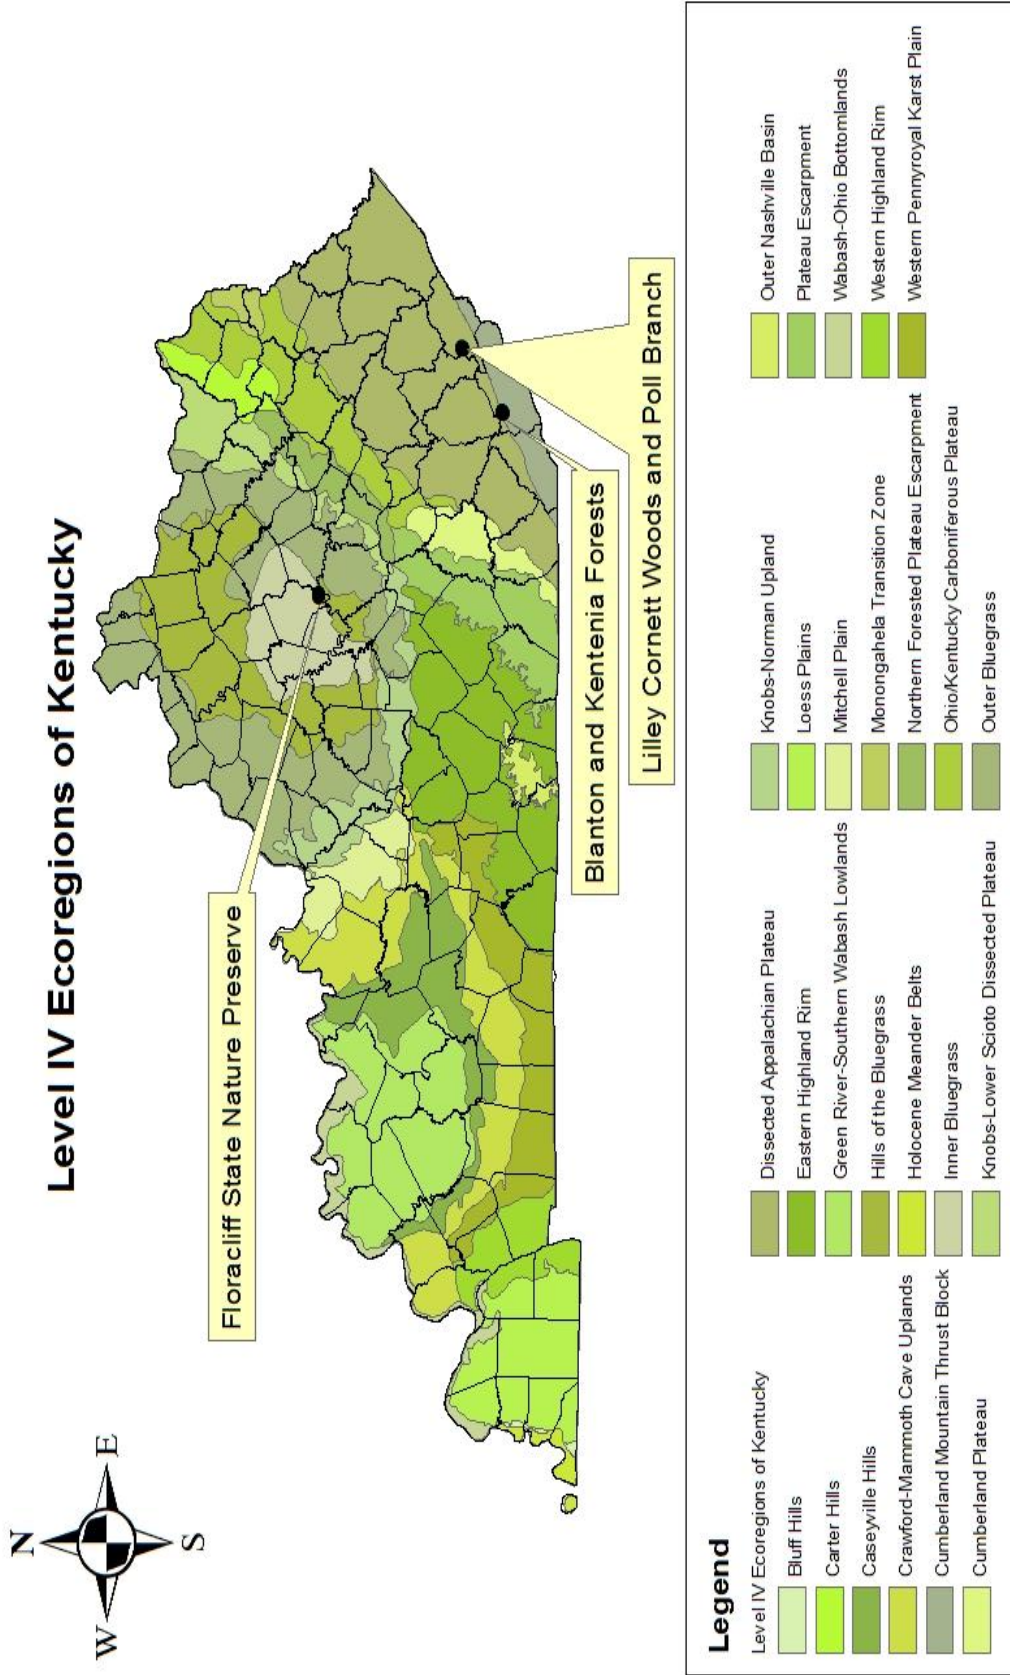 Level IV Ecoregions of Kentucky
N
W
E
S
Floracliff State Nature Preserve
Blanton and Kentenia Forests
Lilley Cornett Woods and Poll Branch
Legend
Level IV Ecoregions of Kentucky
Bluff Hills
Carter Hills
Caseyville Hills
Crawford-Mammoth Cave Uplands
Cumberland Mountain Thrust Block
Cumberland Plateau
Dissected Appalachian Plateau
Eastern Highland Rim
Green River-Southern Wabash Lowlands
Hills of the Bluegrass
Holocene Meander Belts
Inner Bluegrass
Knobs-Lower Scioto Dissected Plateau
Knobs-Norman Upland
Loess Plains
Mitchell Plain
Monongahela Transition Zone
Northern Forested Plateau Escarpment
Ohio/Kentucky Carboniferous Plateau
Outer Bluegrass
Outer Nashville Basin
Plateau Escarpment
Wabash-Ohio Bottomlands
Western Highland Rim
Western Pennyroyal Karst Plain